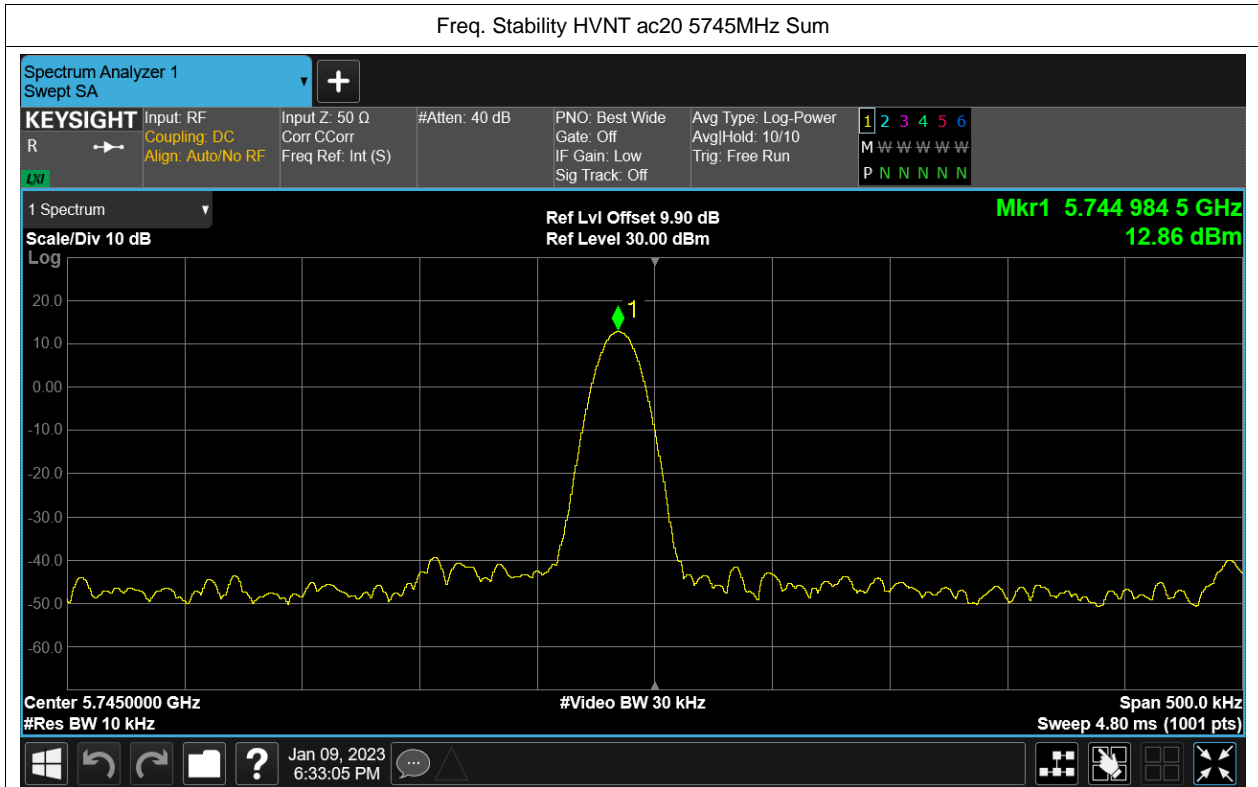 Freq. Stability HVNT ac20 5745MHz Sum
Spectrum Analyzer 1
Swept SA
KEYSIGHT
R
LXI
Input: RF
Coupling: DC
Align: Auto/No RF
Input Z: 50 Ω
Corr CCorr
Freq Ref: Int (S)
#Atten: 40 dB
PNO: Best Wide
Gate: Off
IF Gain: Low
Sig Track: Off
Avg Type: Log-Power
Avg|Hold: 10/10
Trig: Free Run
1 2 3 4 5 6
M W W W W W
P N N N N N
1 Spectrum
Scale/Div 10 dB
Log
Ref Lvl Offset 9.90 dB
Ref Level 30.00 dBm
Mkr1 5.744 984 5 GHz
12.86 dBm
1
20.0
10.0
0.00
-10.0
-20.0
-30.0
-40.0
-50.0
-60.0
Center 5.7450000 GHz
#Res BW 10 kHz
#Video BW 30 kHz
Span 500.0 kHz
Sweep 4.80 ms (1001 pts)
?
Jan 09, 2023
6:33:05 PM